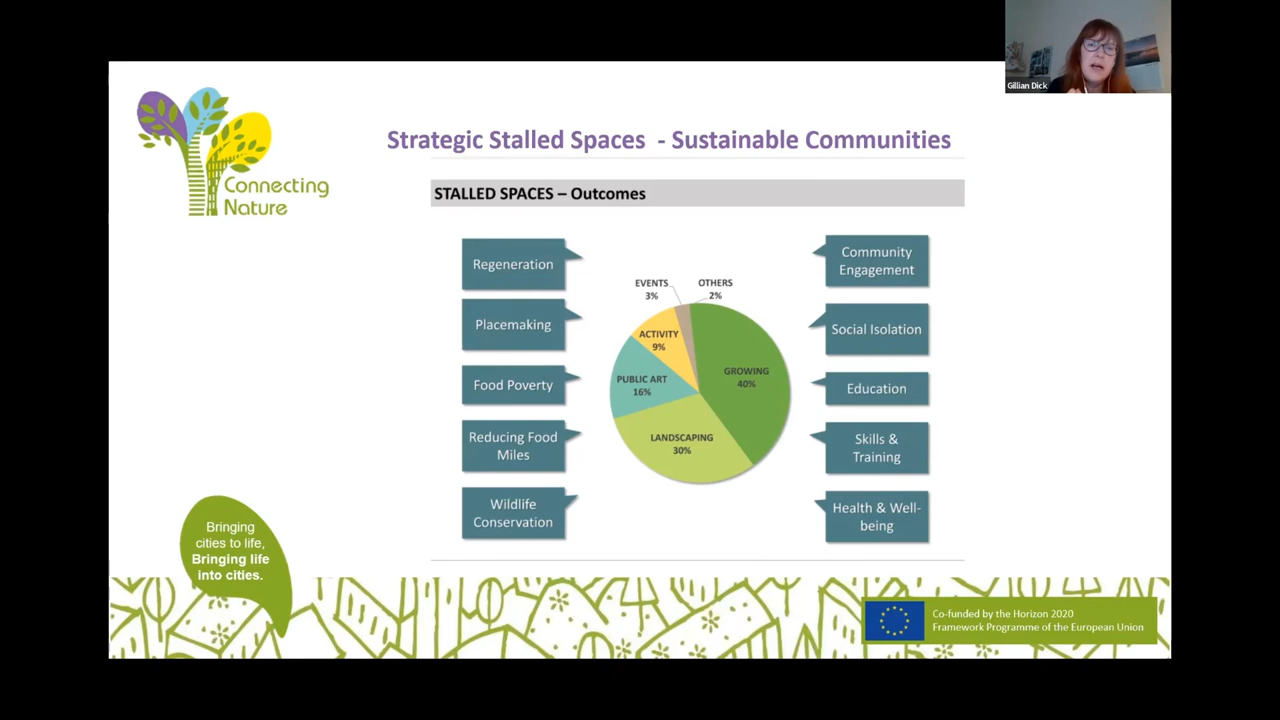 Gillian Dick
Connecting
Nature
Strategic Stalled Spaces - Sustainable Communities
STALLED SPACES – Outcomes
Regeneration
Placemaking
Food Poverty
Reducing Food
Miles
Wildlife
Conservation
EVENTS
3%
OTHERS
2%
ACTIVITY
9%
GROWING
40%
PUBLIC ART
16%
LANDSCAPING
30%
Community
Engagement
Social Isolation
Education
Skills &
Training
Health & Well-
being
Bringing
cities to life,
Bringing life
into cities.
Co-funded by the Horizon 2020
Framework Programme of the European Union